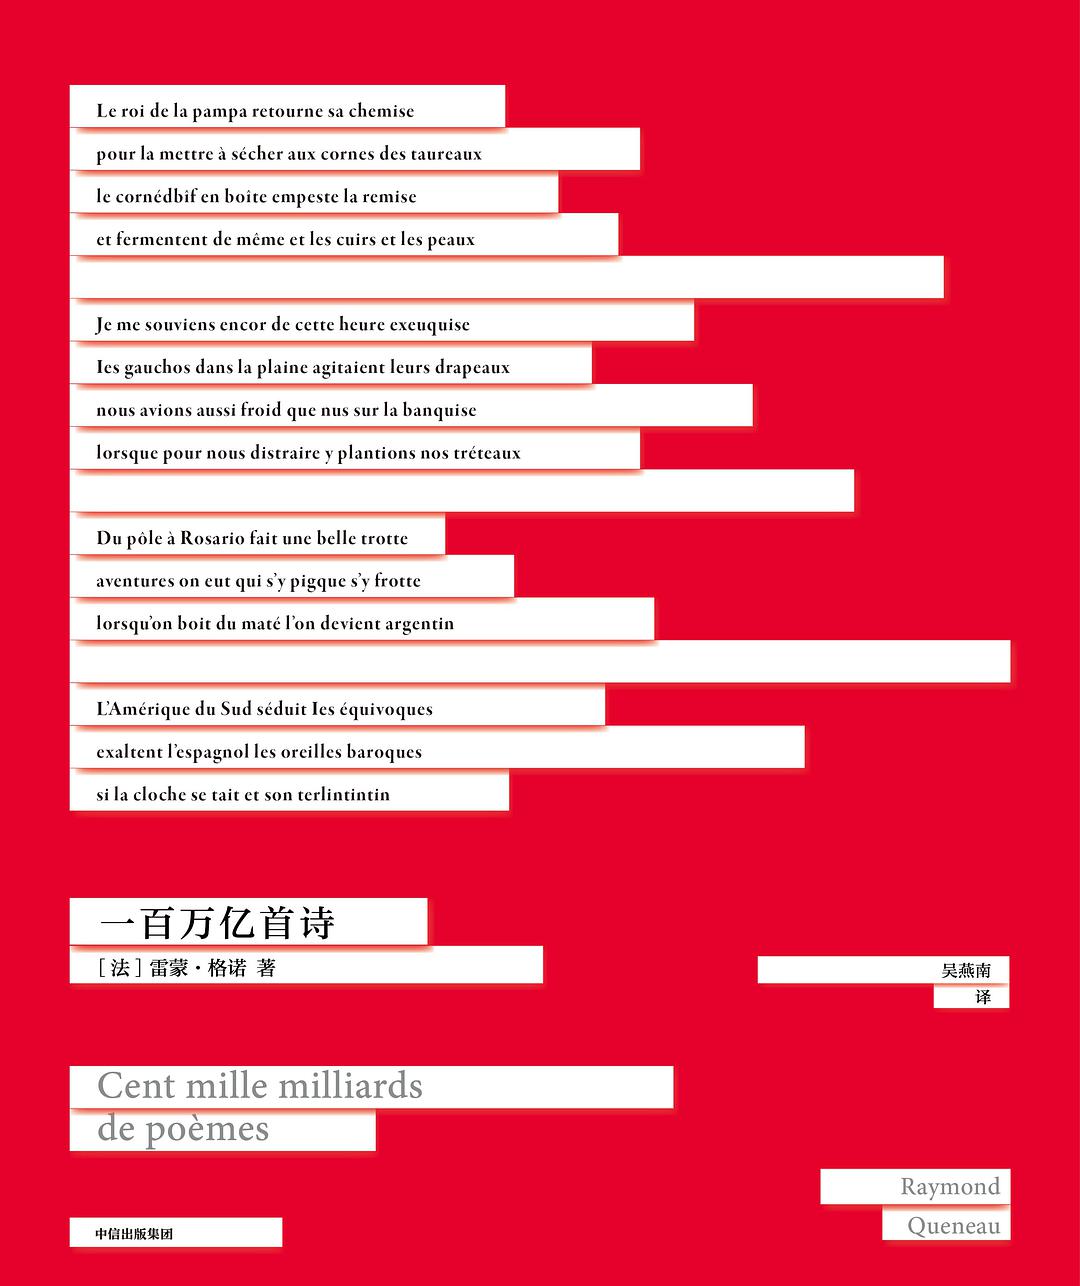 Le roi de la pampa retourne sa chemise
pour la mettre à sécher aux cornes des taureaux
le cornédbîf en boîte empeste la remise
et fermentent de même et les cuirs et les peaux
Je me souviens encor de cette heure exeuquise
Ies gauchos dans la plaine agitaient leurs drapeaux
nous avions aussi froid que nus sur la banquise
lorsque pour nous distraire y plantions nos tréteaux
Du pôle à Rosario fait une belle trotte
aventures on eut qui s’y pigque s’y frotte
lorsqu’on boit du maté l’on devient argentin
L’Amérique du Sud séduit Ies équivoques
exaltent l’espagnol les oreilles baroques
si la cloche se tait et son terlintintin
一百万亿首诗
［法］雷蒙·格诺 著
吴燕南
译
Cent mille milliards
de poèmes
Raymond
Queneau
中信出版集团